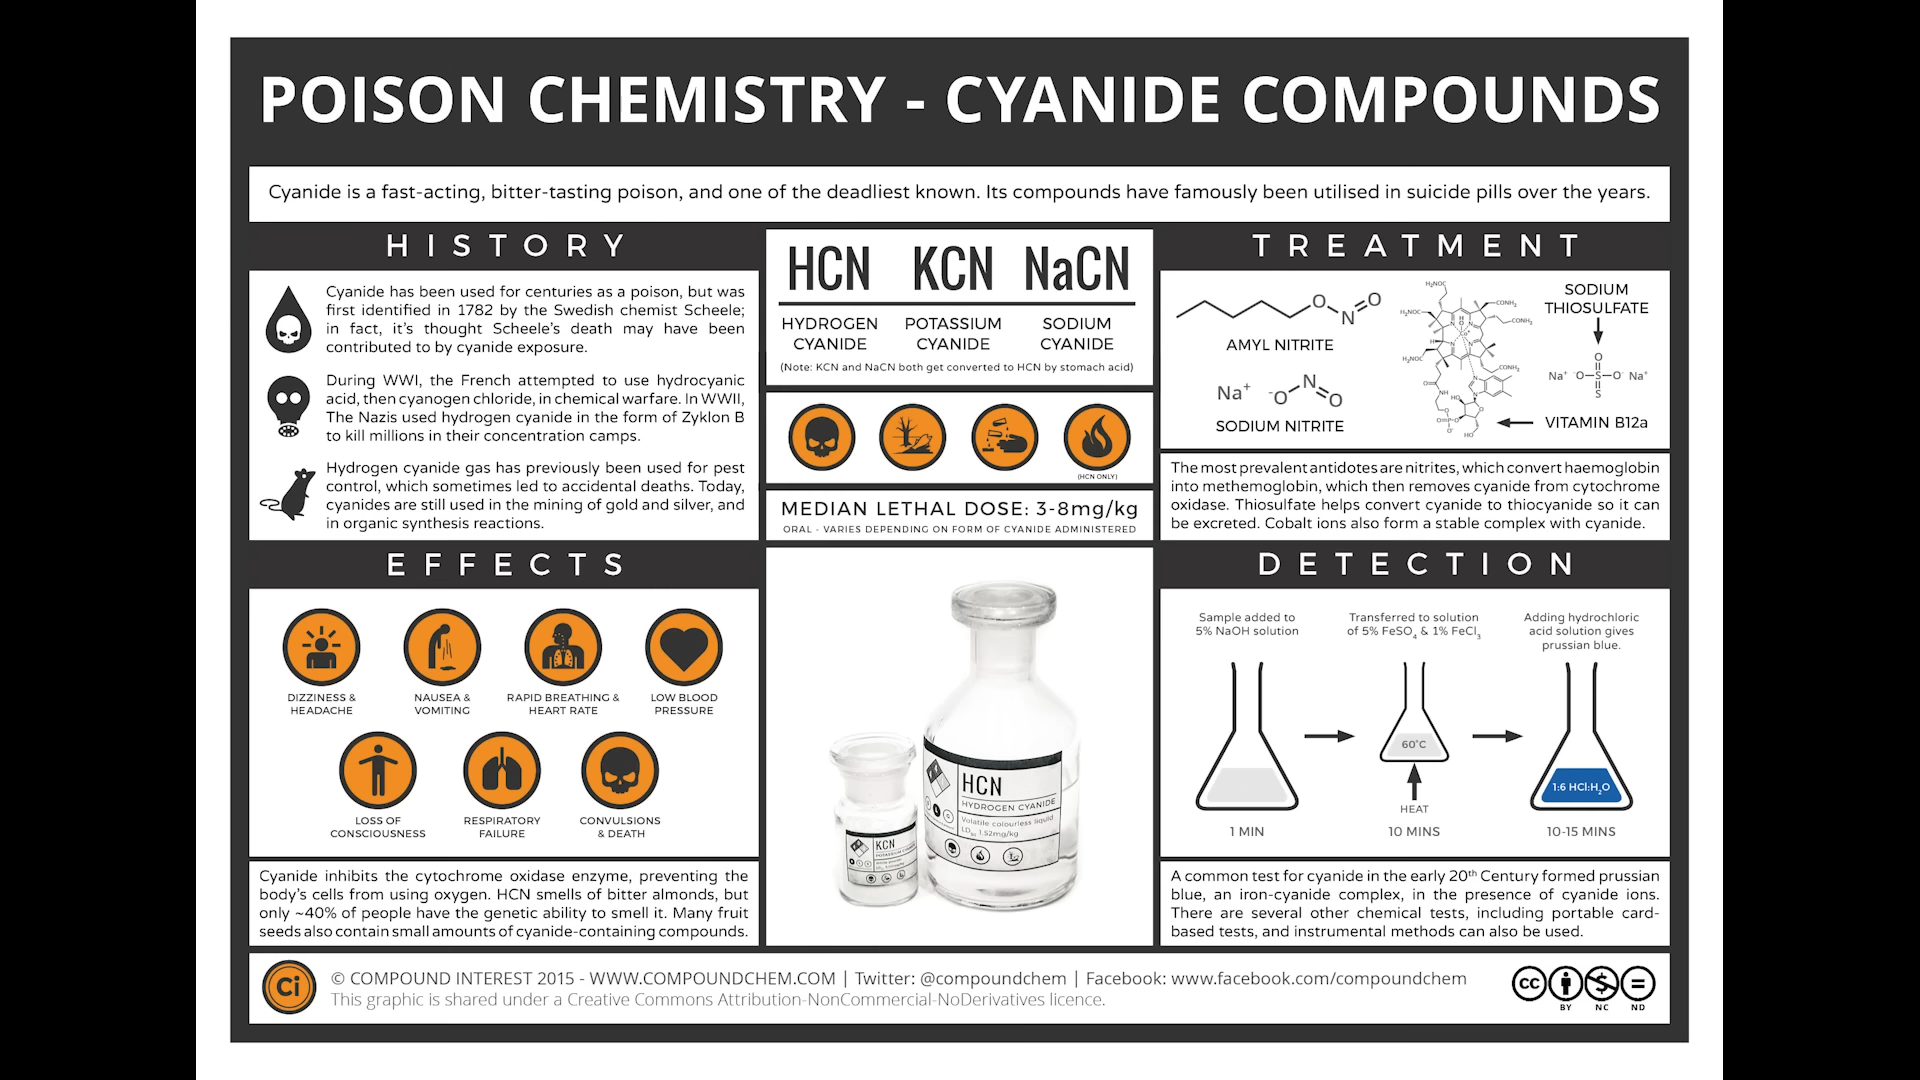 POISON CHEMISTRY - CYANIDE COMPOUNDS
Cyanide is a fast-acting, bitter-tasting poison, and one of the deadliest known. Its compounds have famously been utilised in suicide pills over the years.
HISTORY
Cyanide has been used for centuries as a poison, but was
first identified in 1782 by the Swedish chemist Scheele;
in fact, it's thought Scheele's death may have been
contributed to by cyanide exposure.
During WWI, the French attempted to use hydrocyanic
acid, then cyanogen chloride, in chemical warfare. In WWII,
The Nazis used hydrogen cyanide in the form of Zyklon B
to kill millions in their concentration camps.
Hydrogen cyanide gas has previously been used for pest
control, which sometimes led to accidental deaths. Today,
cyanides are still used in the mining of gold and silver, and
in organic synthesis reactions.
HCN KCN NaCN
HYDROGEN CYANIDE
POTASSIUM CYANIDE
SODIUM CYANIDE
(Note: KCN and NaCN both get converted to HCN by stomach acid)
(HCN ONLY)
MEDIAN LETHAL DOSE: 3-8mg/kg
ORAL - VARIES DEPENDING ON FORM OF CYANIDE ADMINISTERED
TREATMENT
O N O
AMYL NITRITE
Na+ -O N O
SODIUM NITRITE
SODIUM
THIOSULFATE
O
Na+ -O-S-O- Na+
S
VITAMIN B12a
The most prevalent antidotes are nitrites, which convert haemoglobin
into methemoglobin, which then removes cyanide from cytochrome
oxidase. Thiosulfate helps convert cyanide to thiocyanide so it can
be excreted. Cobalt ions also form a stable complex with cyanide.
EFFECTS
DIZZINESS &
HEADACHE
NAUSEA &
VOMITING
RAPID BREATHING &
HEART RATE
LOW BLOOD
PRESSURE
LOSS OF
CONSCIOUSNESS
RESPIRATORY
FAILURE
CONVULSIONS
& DEATH
Cyanide inhibits the cytochrome oxidase enzyme, preventing the
body's cells from using oxygen. HCN smells of bitter almonds, but
only ~40% of people have the genetic ability to smell it. Many fruit
seeds also contain small amounts of cyanide-containing compounds.
HCN
HYDROGEN CYANIDE
Volatile colourless liquid
LD50 1.52mg/kg
KCN
POTASSIUM CYANIDE
DETECTION
Sample added to
5% NaOH solution
Transferred to solution
of 5% FeSO4 & 1% FeCl3
Adding hydrochloric
acid solution gives
prussian blue.
60°C
1:6 HCl:H2O
HEAT
1 MIN
10 MINS
10-15 MINS
A common test for cyanide in the early 20th Century formed prussian
blue, an iron-cyanide complex, in the presence of cyanide ions.
There are several other chemical tests, including portable card-
based tests, and instrumental methods can also be used.
Ci
© COMPOUND INTEREST 2015 - WWW.COMPOUNDCHEM.COM | Twitter: @compoundchem | Facebook: www.facebook.com/compoundchem
This graphic is shared under a Creative Commons Attribution-NonCommercial-NoDerivatives licence.
CC
BY NC ND